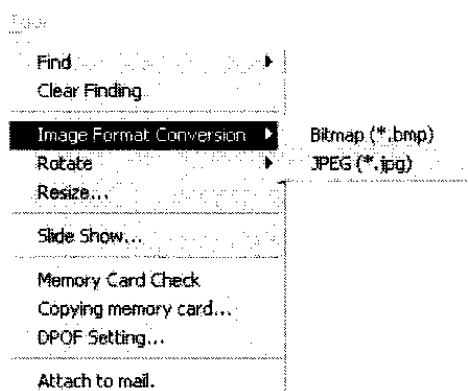 Find
Clear Finding
Image Format Conversion
Bitmap (*.bmp)
Rotate
JPEG (*.jpg)
Resize...
Slide Show...
Memory Card Check
Copying memory card...
DPOF Setting...
Attach to mail.